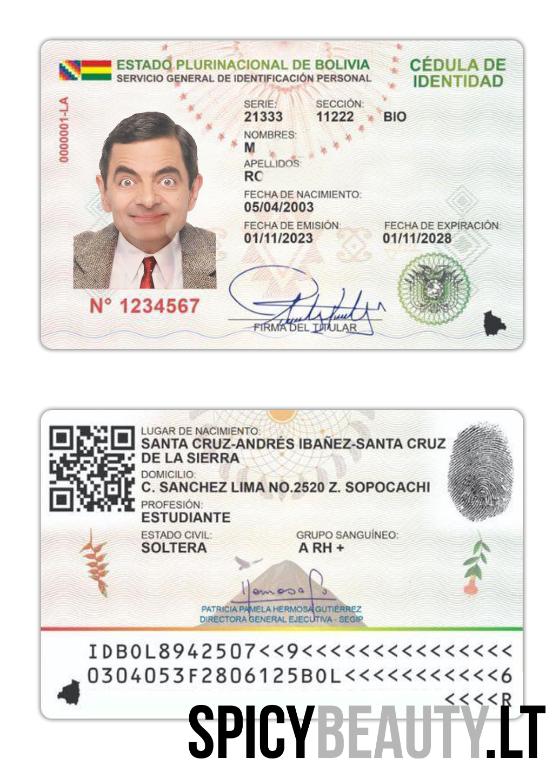 ESTADO PLURINACIONAL DE BOLIVIA
SERVICIO GENERAL DE IDENTIFICACIÓN PERSONAL
CÉDULA DE
IDENTIDAD
0000001-LA
SERIE: SECCIÓN:
21333 11222 BIO
NOMBRES:
M
APELLIDOS:
RC
FECHA DE NACIMIENTO:
05/04/2003
FECHA DE EMISIÓN: FECHA DE EXPIRACIÓN:
01/11/2023 01/11/2028
N° 1234567
FIRMA DEL TITULAR
LUGAR DE NACIMIENTO:
SANTA CRUZ-ANDRÉS IBAÑEZ-SANTA CRUZ
DE LA SIERRA
DOMICILIO:
C. SANCHEZ LIMA NO.2520 Z. SOPOCACHI
PROFESIÓN:
ESTUDIANTE
ESTADO CIVIL: GRUPO SANGUÍNEO:
SOLTERA A RH +
PATRICIA PAMELA HERMOSA GUTIÉRREZ
DIRECTORA GENERAL EJECUTIVA - SEGIP
IDBOL8942507<<9<<<<<<<<<<<<<<<
0304053F2806125BOL<<<<<<<<<<<6
<<<<R
SPICYBEAUTY.LT